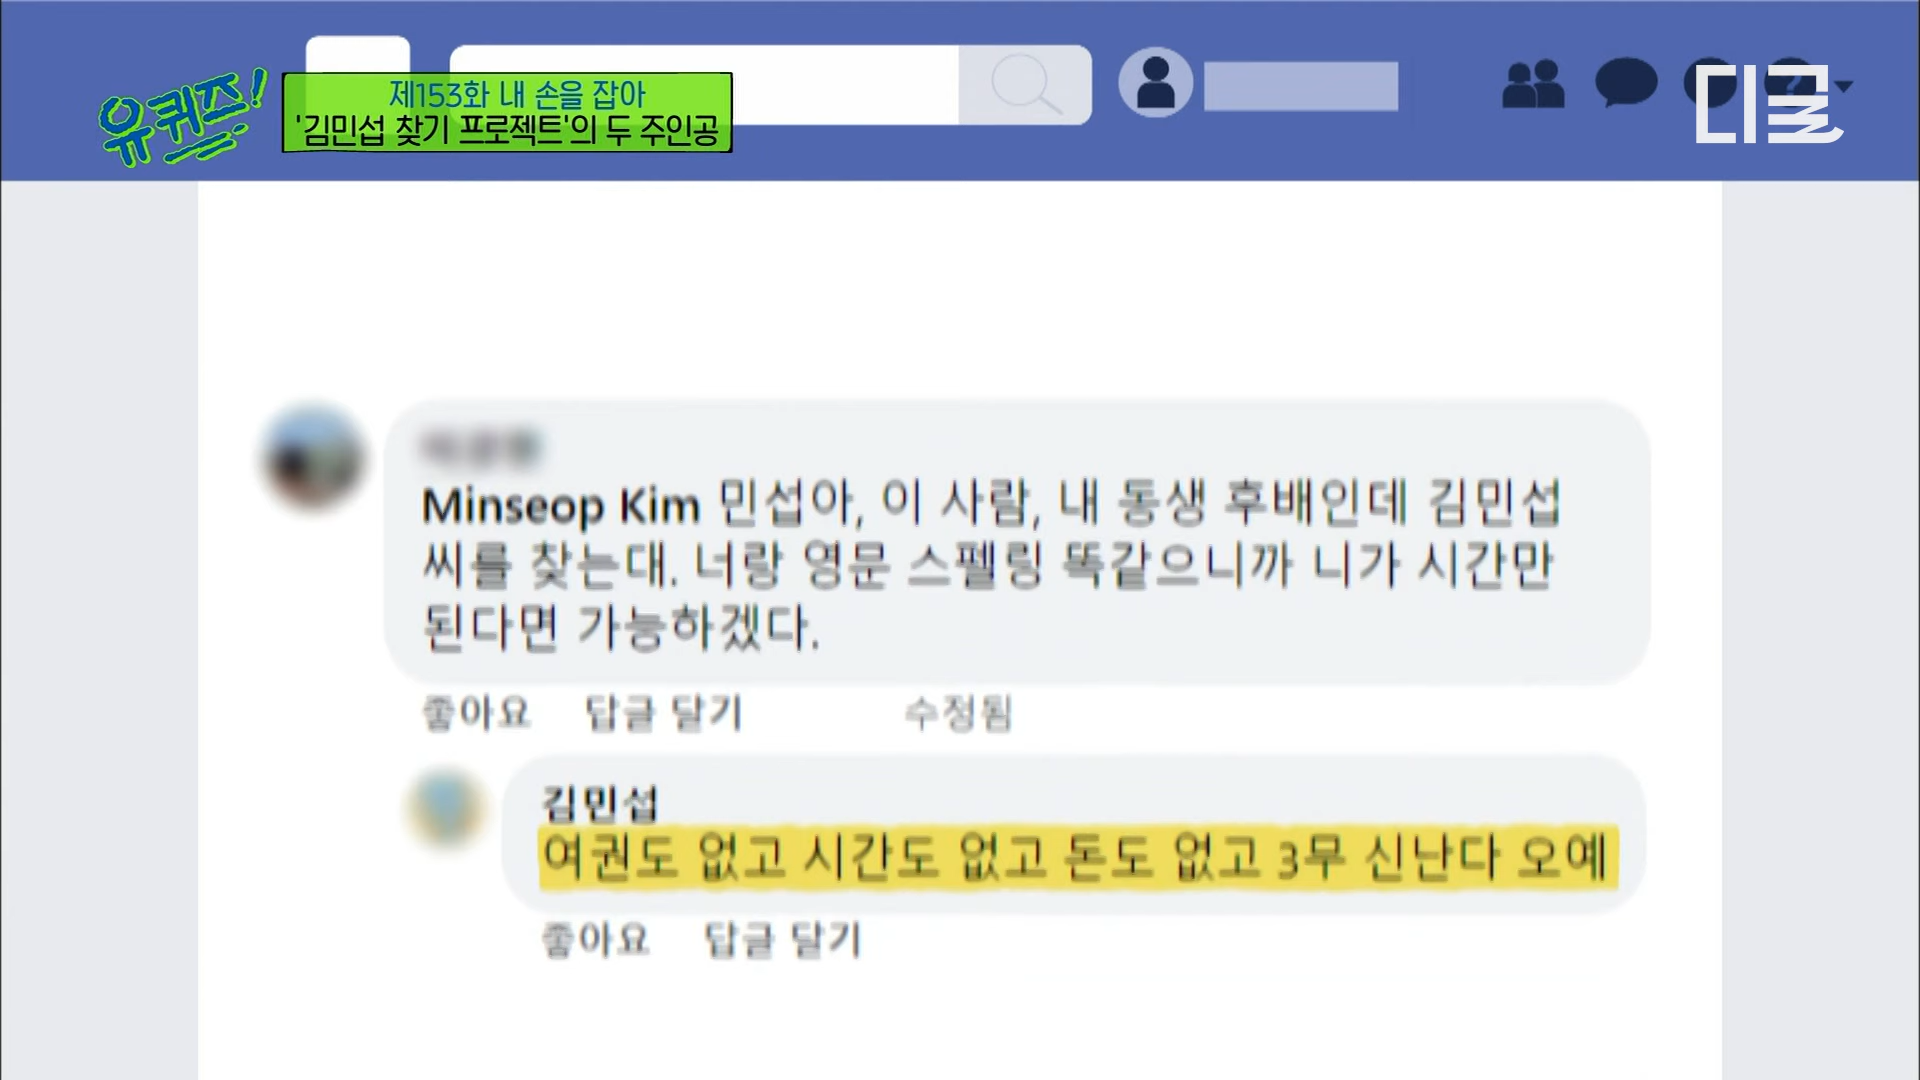 유퀴즈!
제153화 내 손을 잡아
'김민섭 찾기 프로젝트'의 두 주인공
디글
?
Minseop Kim 민섭아, 이 사람, 내 동생 후배인데 김민섭
씨를 찾는대. 너랑 영문 스펠링 똑같으니까 니가 시간만
된다면 가능하겠다.
좋아요 답글 달기 수정됨
김민섭
여권도 없고 시간도 없고 돈도 없고 3무 신난다 오예
좋아요 답글 달기